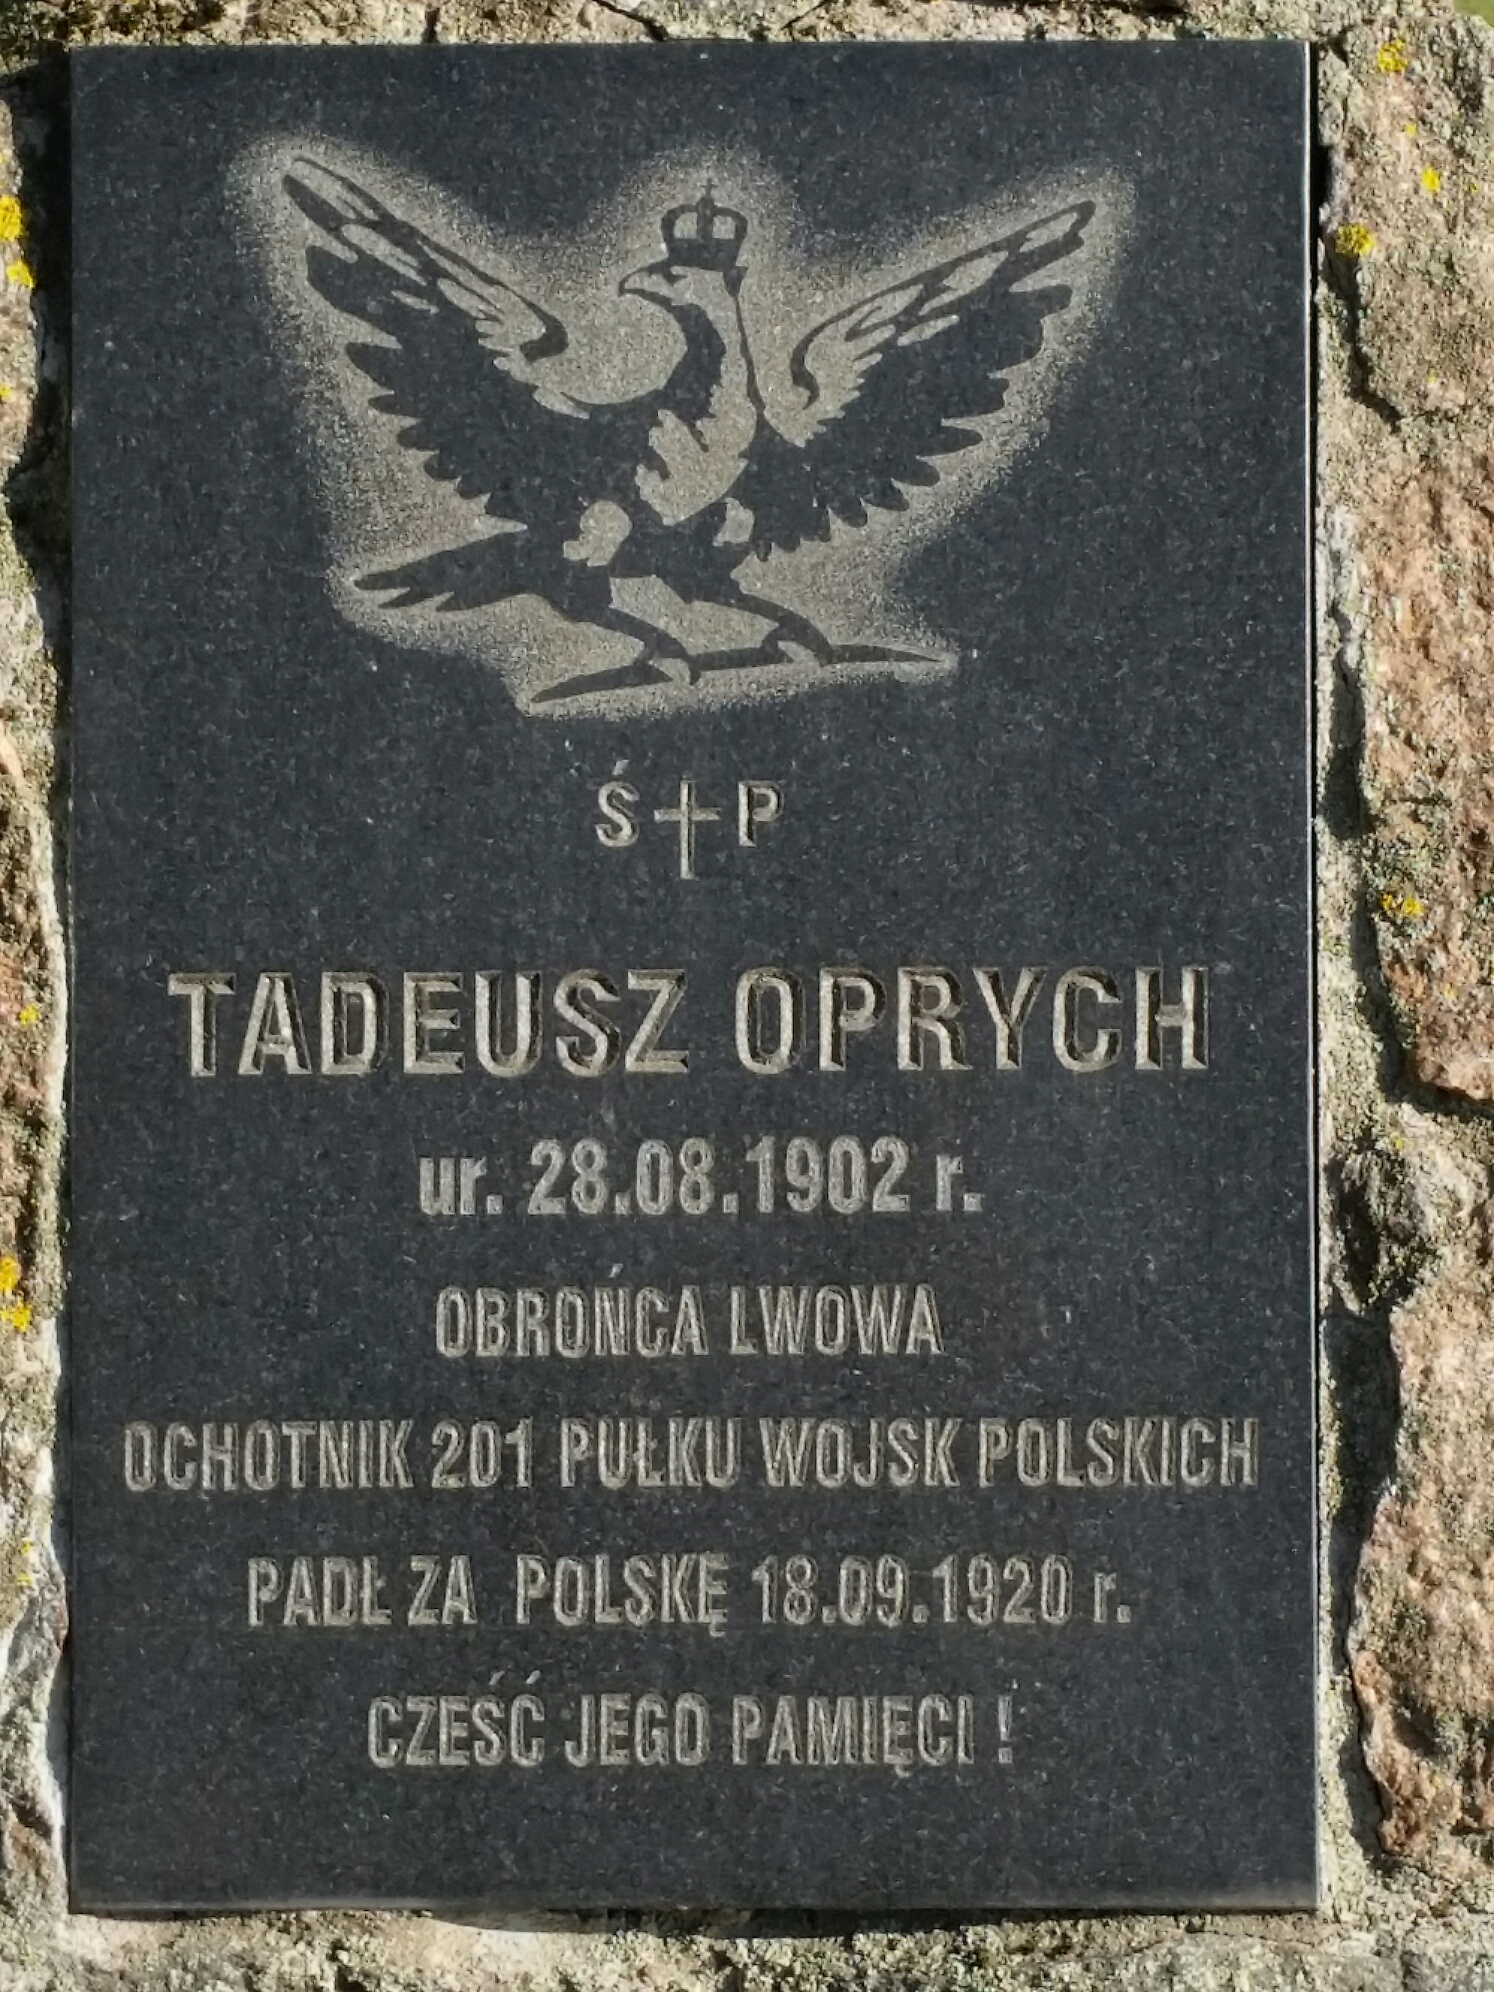 Ś † P
TADEUSZ OPRYCH
ur. 28.08.1902 r.
OBROŃCA LWOWA
OCHOTNIK 201 PUŁKU WOJSK POLSKICH
PADŁ ZA POLSKĘ 18.09.1920 r.
CZEŚĆ JEGO PAMIĘCI !